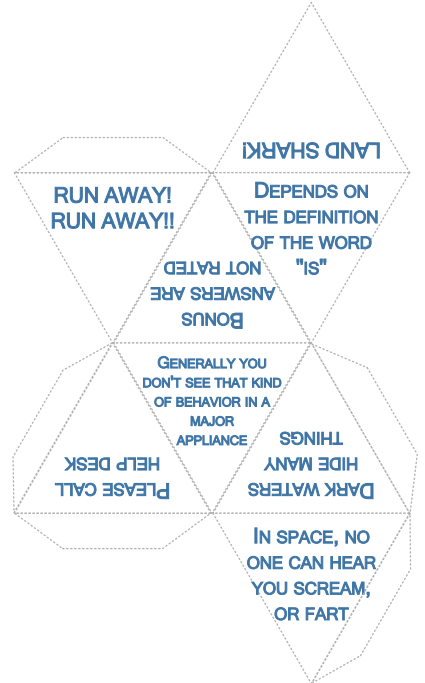 LAND SHARK!
RUN AWAY!
RUN AWAY!!
Depends on
the definition
of the word
"is"
Bonus
answers are
not rated
Generally you
don't see that kind
of behavior in a
major
appliance
Please call
help desk
Dark waters
hide many
things
In space, no
one can hear
you scream,
or fart